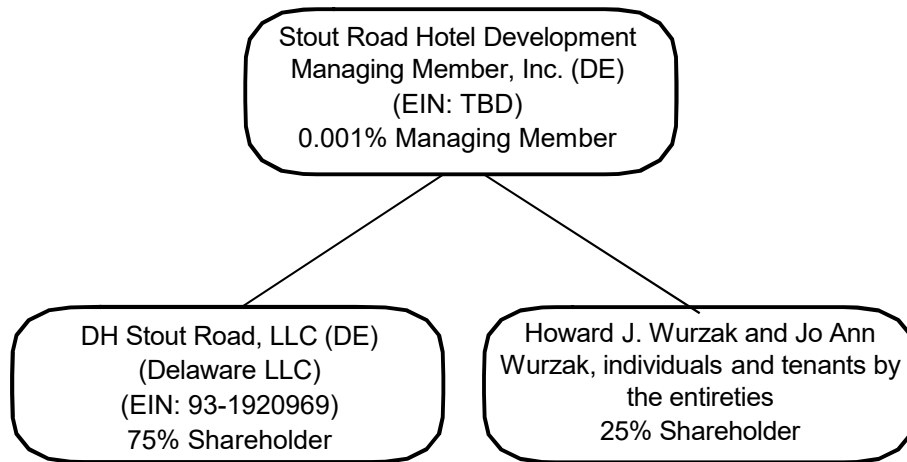 Stout Road Hotel Development
Managing Member, Inc. (DE)
(EIN: TBD)
0.001% Managing Member
DH Stout Road, LLC (DE)
(Delaware LLC)
(EIN: 93-1920969)
75% Shareholder
Howard J. Wurzak and Jo Ann
Wurzak, individuals and tenants by
the entireties
25% Shareholder